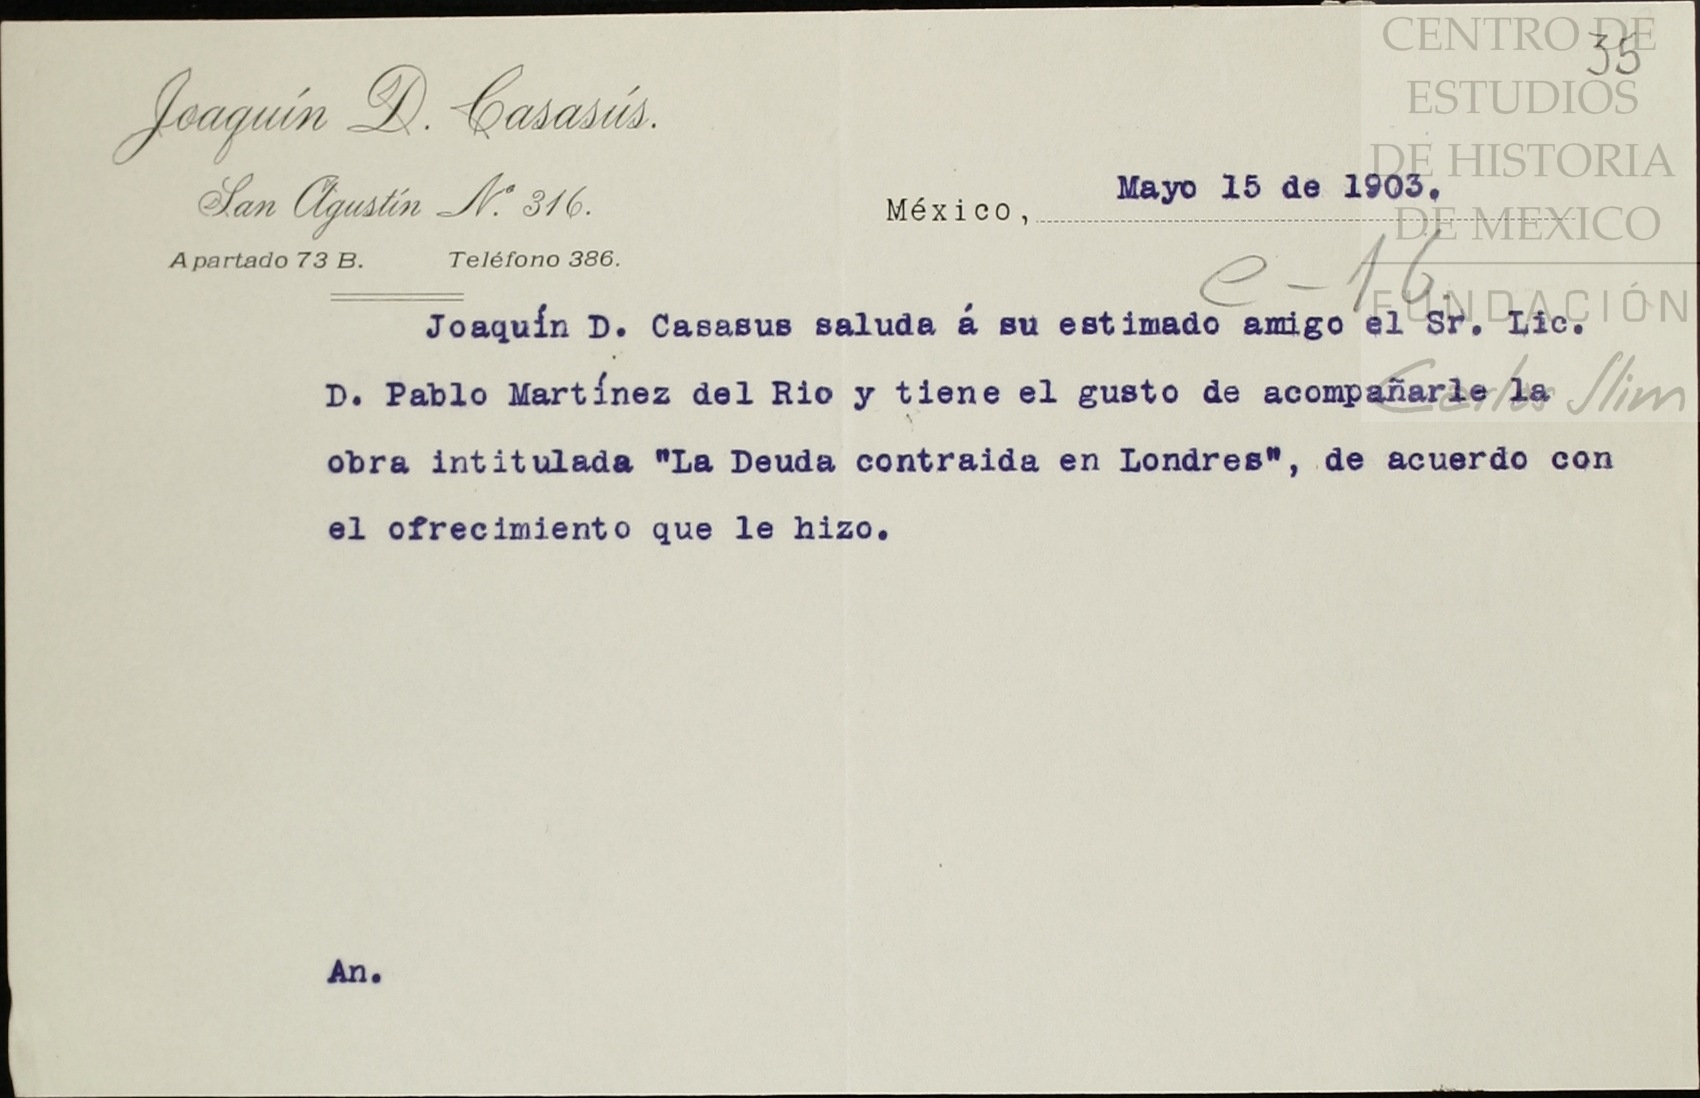 35
Joaquín D. Casasús.
San Agustín N.º 316.
Apartado 73 B. Teléfono 386.
México, Mayo 15 de 1903.
e-16.
Joaquín D. Casasus saluda á su estimado amigo el Sr. Lic.
D. Pablo Martínez del Rio y tiene el gusto de acompañarle la
obra intitulada "La Deuda contraida en Londres", de acuerdo con
el ofrecimiento que le hizo.
An.
CENTRO DE
ESTUDIOS
DE HISTORIA
DE MEXICO
FUNDACIÓN
Carlos Slim